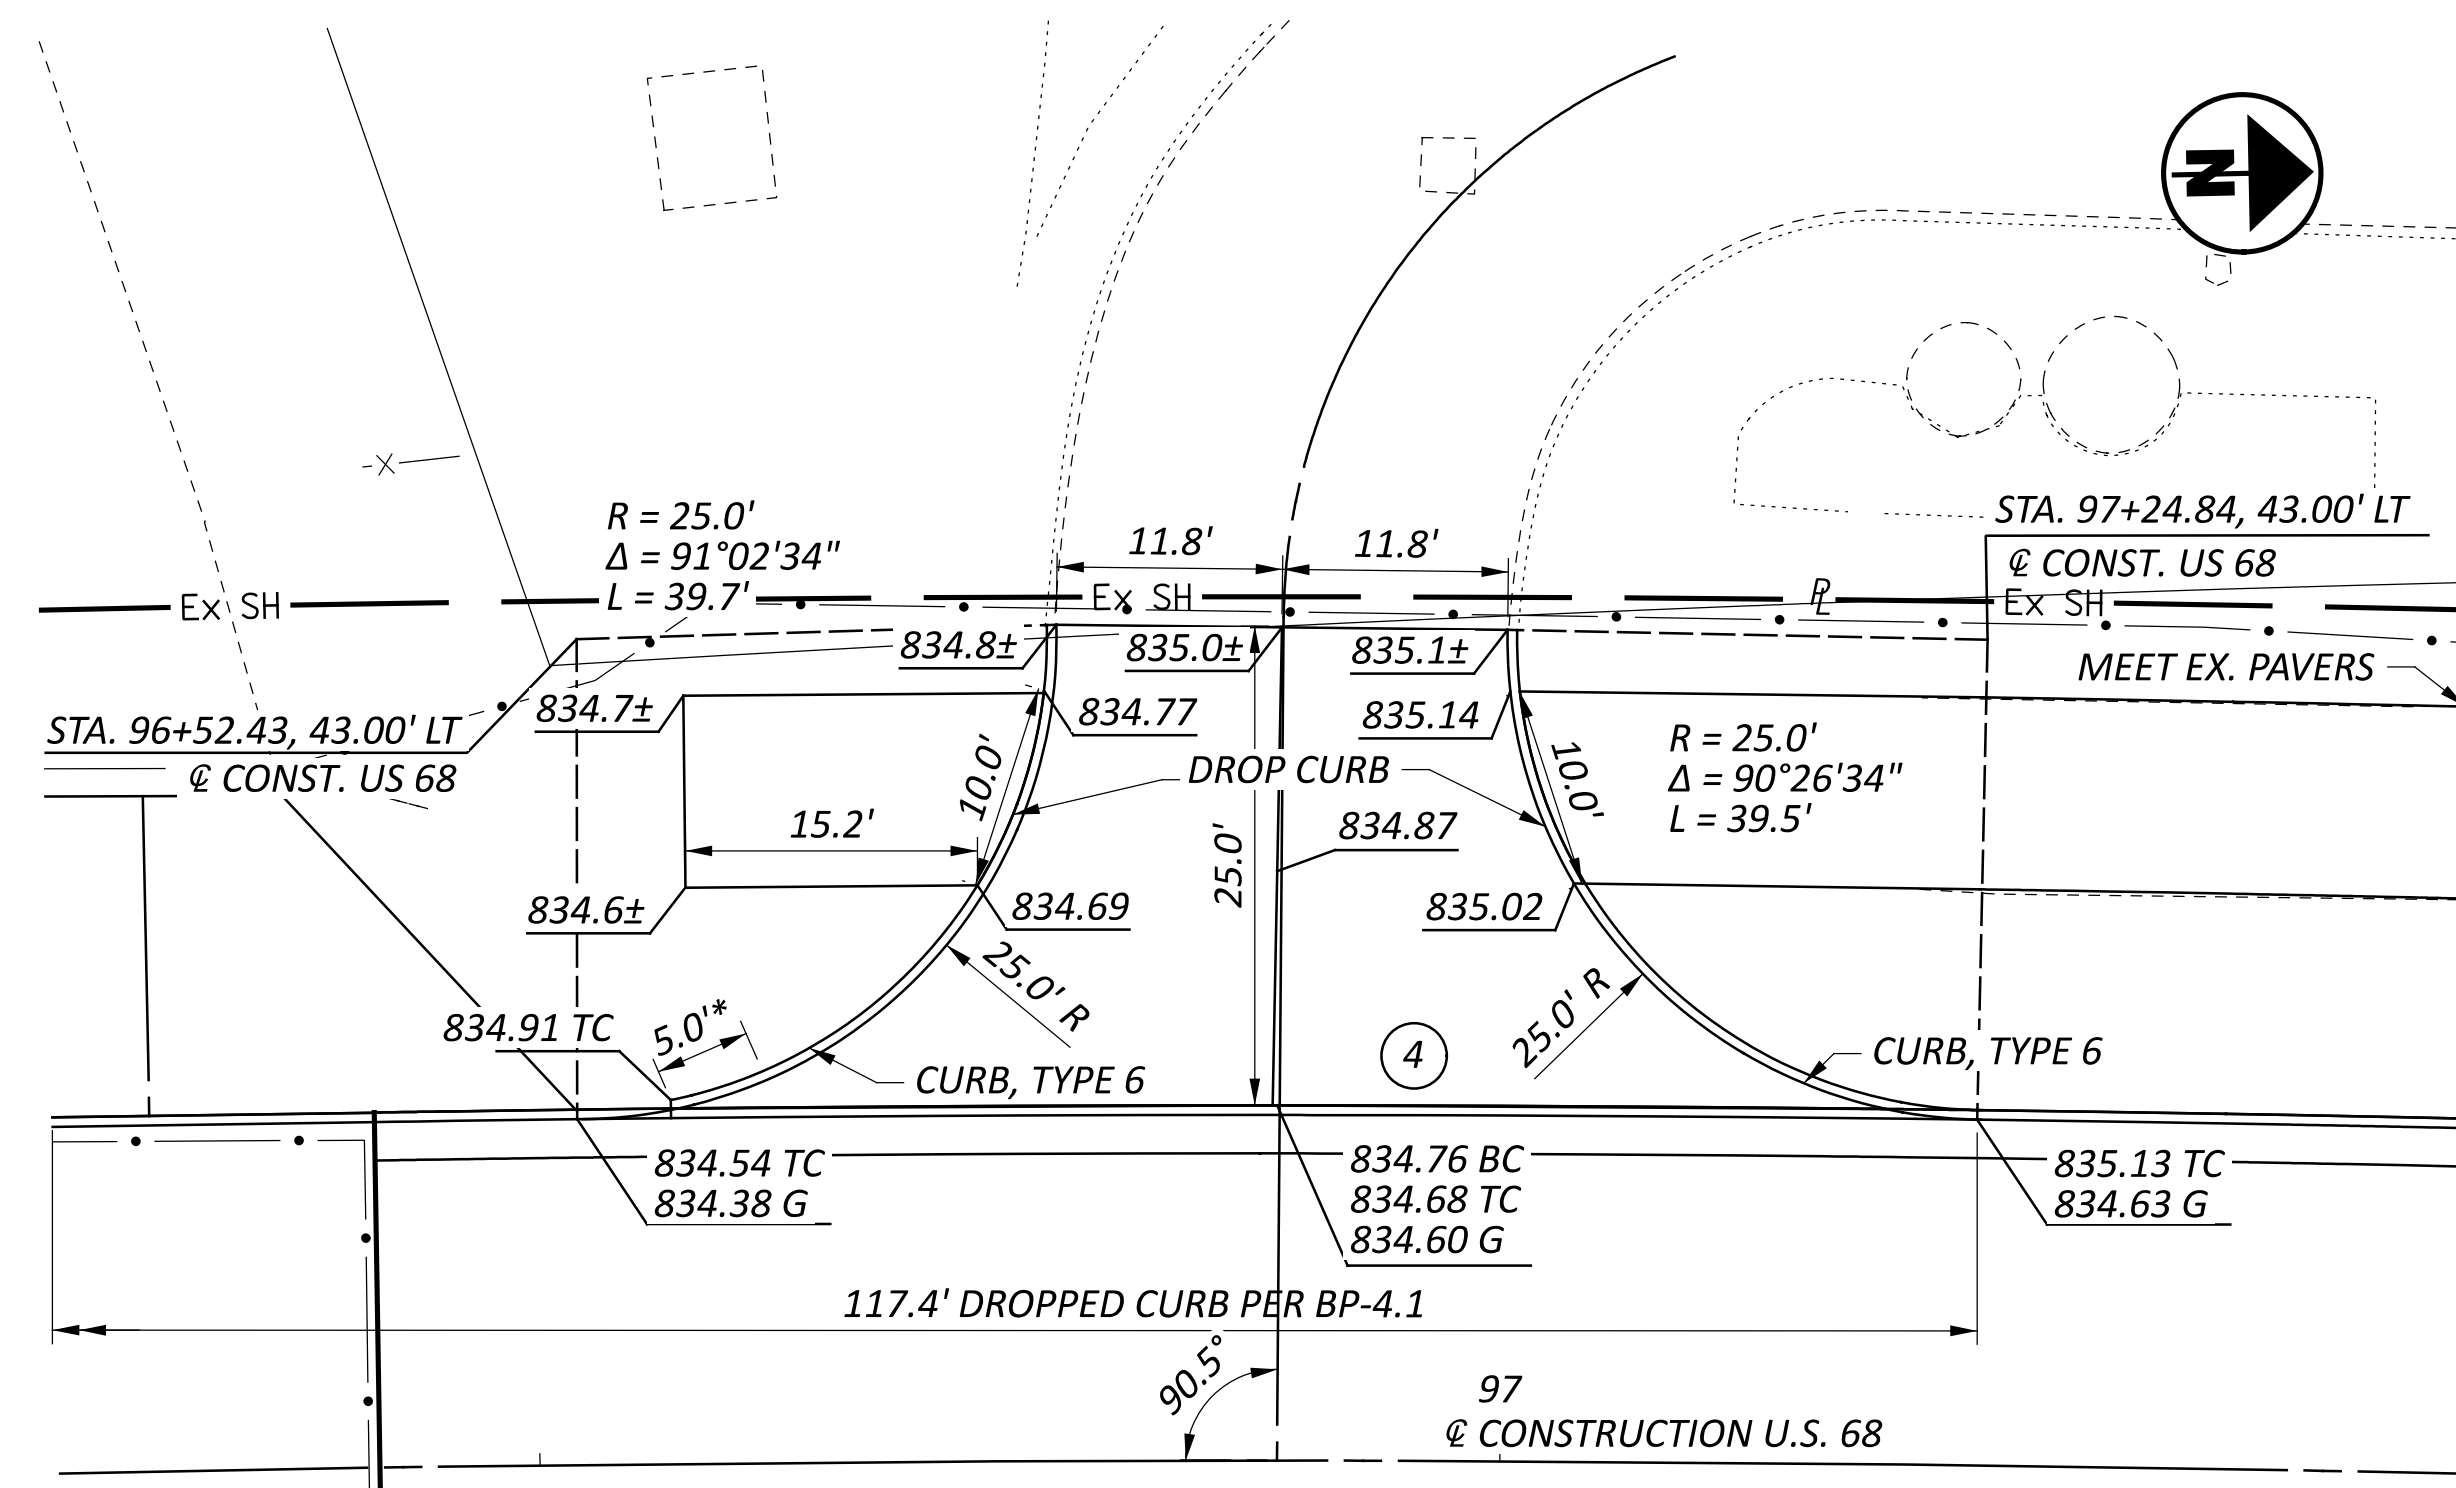 N
R = 25.0'
Δ = 91°02'34"
L = 39.7'
11.8'
11.8'
STA. 97+24.84, 43.00' LT
℄ CONST. US 68
Ex SH
Ex SH
℄
Ex SH
834.8±
835.0±
835.1±
MEET EX. PAVERS
834.7±
834.77
835.14
STA. 96+52.43, 43.00' LT
℄ CONST. US 68
R = 25.0'
Δ = 90°26'34"
L = 39.5'
10.0'
DROP CURB
10.0'
15.2'
25.0'
834.87
834.6±
834.69
835.02
25.0' R
25.0' R
834.91 TC
5.0'*
4
CURB, TYPE 6
CURB, TYPE 6
834.54 TC
834.38 G
834.76 BC
834.68 TC
834.60 G
835.13 TC
834.63 G
117.4' DROPPED CURB PER BP-4.1
90.5°
97
℄ CONSTRUCTION U.S. 68